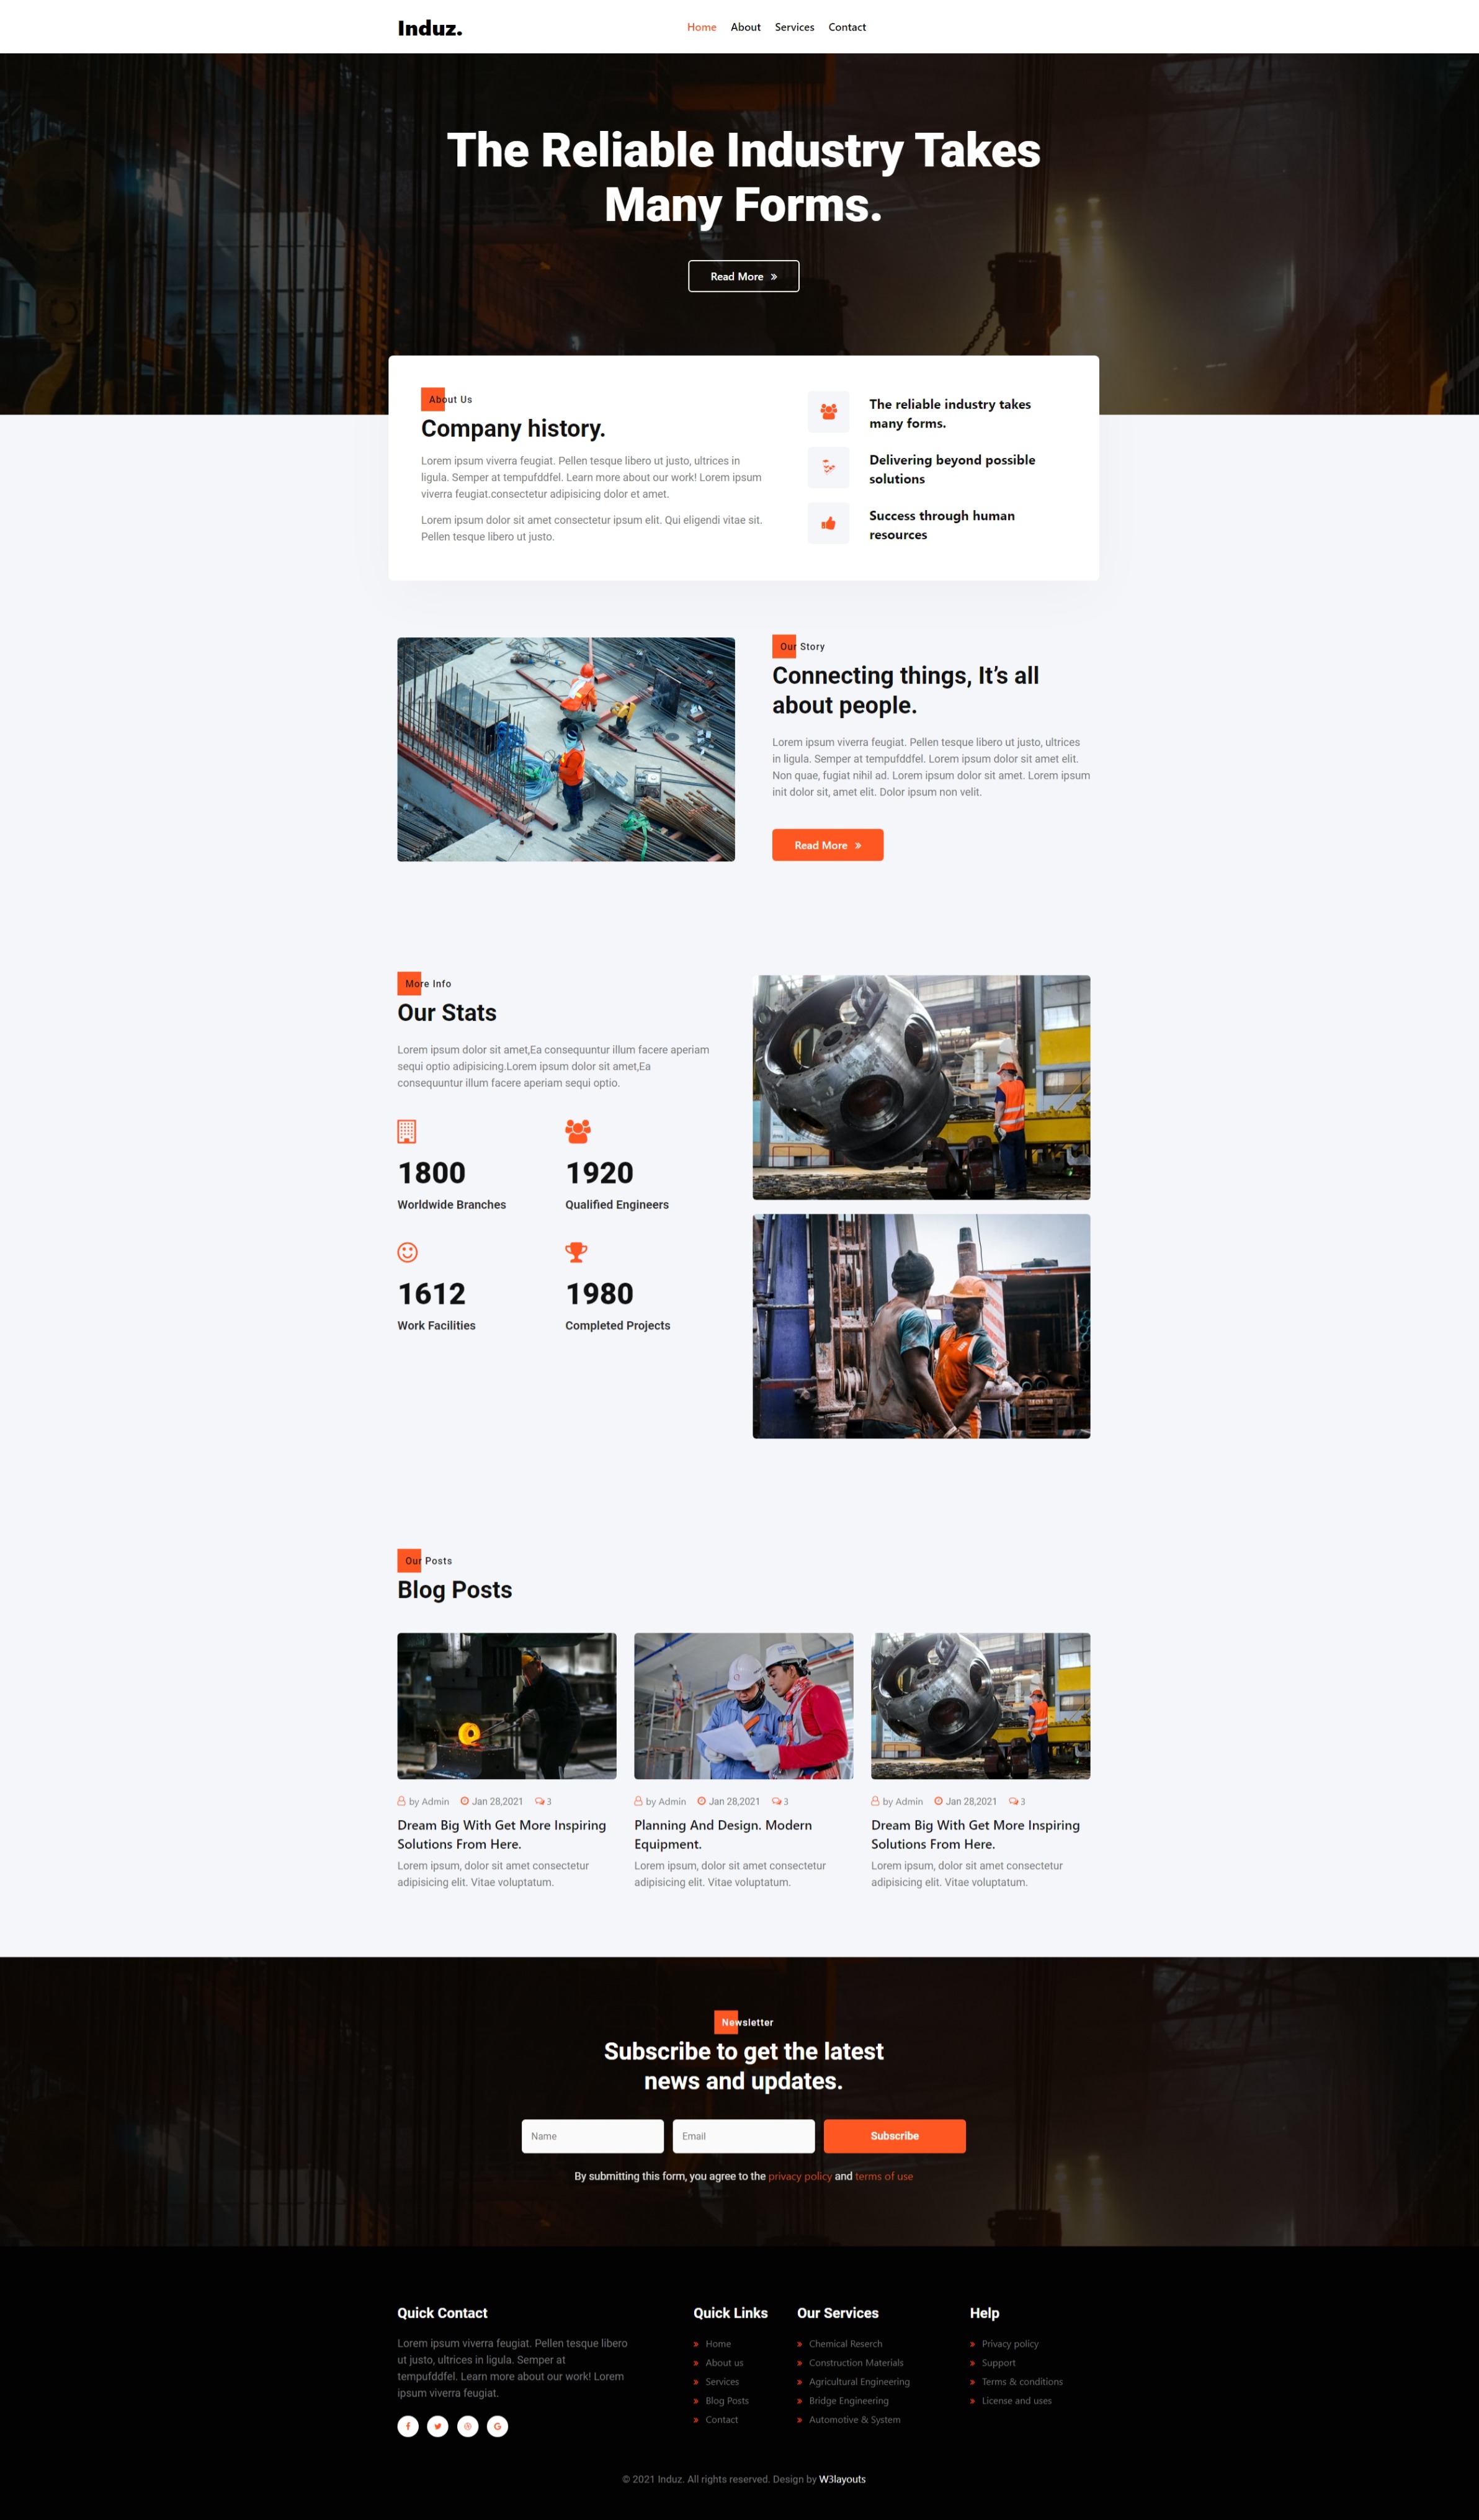 Induz.
Home
About
Services
Contact
The Reliable Industry Takes
Many Forms.
Read More
About Us
Company history.
Lorem ipsum viverra feugiat. Pellen tesque libero ut justo, ultrices in
ligula. Semper at tempufddfel. Learn more about our work! Lorem ipsum
viverra feugiat.consectetur adipisicing dolor et amet.
Lorem ipsum dolor sit amet consectetur ipsum elit. Qui eligendi vitae sit.
Pellen tesque libero ut justo.
The reliable industry takes
many forms.
Delivering beyond possible
solutions
Success through human
resources
Our Story
Connecting things, It’s all
about people.
Lorem ipsum viverra feugiat. Pellen tesque libero ut justo, ultrices
in ligula. Semper at tempufddfel. Lorem ipsum dolor sit amet elit.
Non quae, fugiat nihil ad. Lorem ipsum dolor sit amet. Lorem ipsum
init dolor sit, amet elit. Dolor ipsum non velit.
Read More
More Info
Our Stats
Lorem ipsum dolor sit amet,Ea consequuntur illum facere aperiam
sequi optio adipisicing.Lorem ipsum dolor sit amet,Ea
consequuntur illum facere aperiam sequi optio.
1800
Worldwide Branches
1920
Qualified Engineers
1612
Work Facilities
1980
Completed Projects
Our Posts
Blog Posts
by Admin Jan 28,2021 3
Dream Big With Get More Inspiring
Solutions From Here.
Lorem ipsum, dolor sit amet consectetur
adipisicing elit. Vitae voluptatum.
by Admin Jan 28,2021 3
Planning And Design. Modern
Equipment.
Lorem ipsum, dolor sit amet consectetur
adipisicing elit. Vitae voluptatum.
by Admin Jan 28,2021 3
Dream Big With Get More Inspiring
Solutions From Here.
Lorem ipsum, dolor sit amet consectetur
adipisicing elit. Vitae voluptatum.
Newsletter
Subscribe to get the latest
news and updates.
Name
Email
Subscribe
By submitting this form, you agree to the privacy policy and terms of use
Quick Contact
Lorem ipsum viverra feugiat. Pellen tesque libero
ut justo, ultrices in ligula. Semper at
tempufddfel. Learn more about our work! Lorem
ipsum viverra feugiat.
Quick Links
Home
About us
Services
Blog Posts
Contact
Our Services
Chemical Reserch
Construction Materials
Agricultural Engineering
Bridge Engineering
Automotive & System
Help
Privacy policy
Support
Terms & conditions
License and uses
© 2021 Induz. All rights reserved. Design by W3layouts